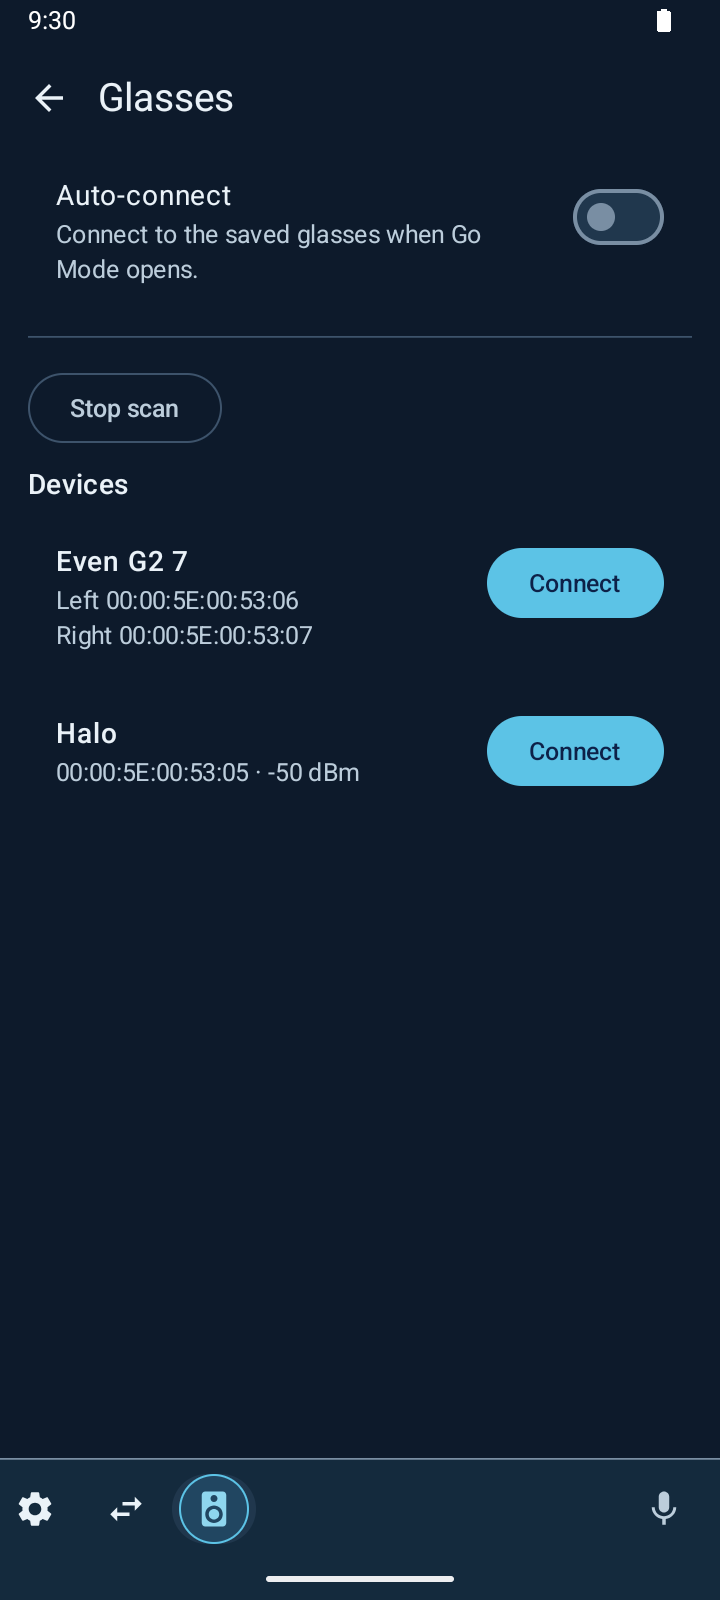 9:30
Glasses
Auto-connect
Connect to the saved glasses when Go
Mode opens.
Stop scan
Devices
Even G2 7
Left 00:00:5E:00:53:06
Right 00:00:5E:00:53:07
Connect
Halo
00:00:5E:00:53:05 · -50 dBm
Connect